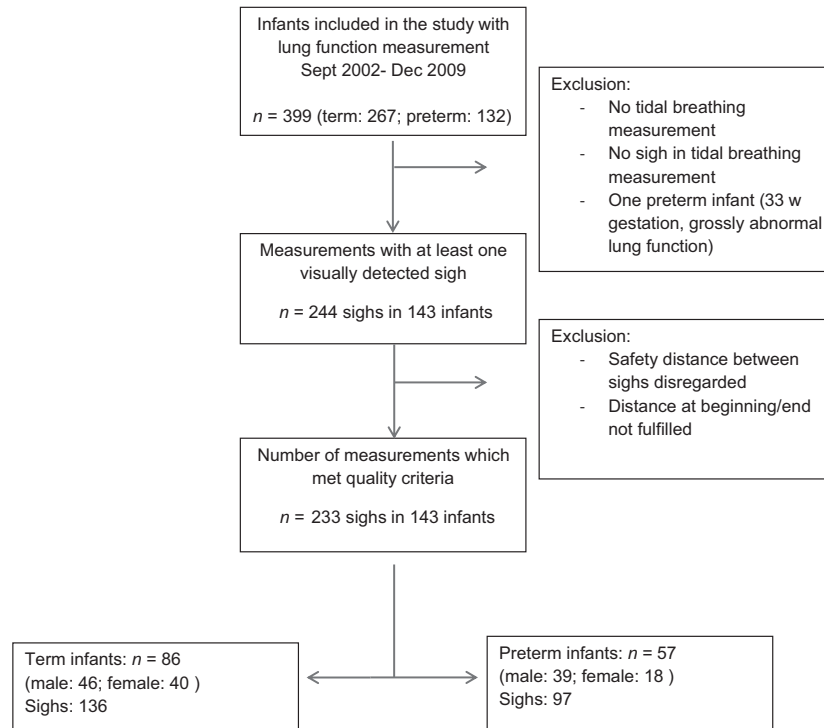 Infants included in the study with
lung function measurement
Sept 2002- Dec 2009
n = 399 (term: 267; preterm: 132)
Exclusion:
- No tidal breathing
measurement
- No sigh in tidal breathing
measurement
- One preterm infant (33 w
gestation, grossly abnormal
lung function)
Measurements with at least one
visually detected sigh
n = 244 sighs in 143 infants
Exclusion:
- Safety distance between
sighs disregarded
- Distance at beginning/end
not fulfilled
Number of measurements which
met quality criteria
n = 233 sighs in 143 infants
Term infants: n = 86
(male: 46; female: 40 )
Sighs: 136
Preterm infants: n = 57
(male: 39; female: 18 )
Sighs: 97